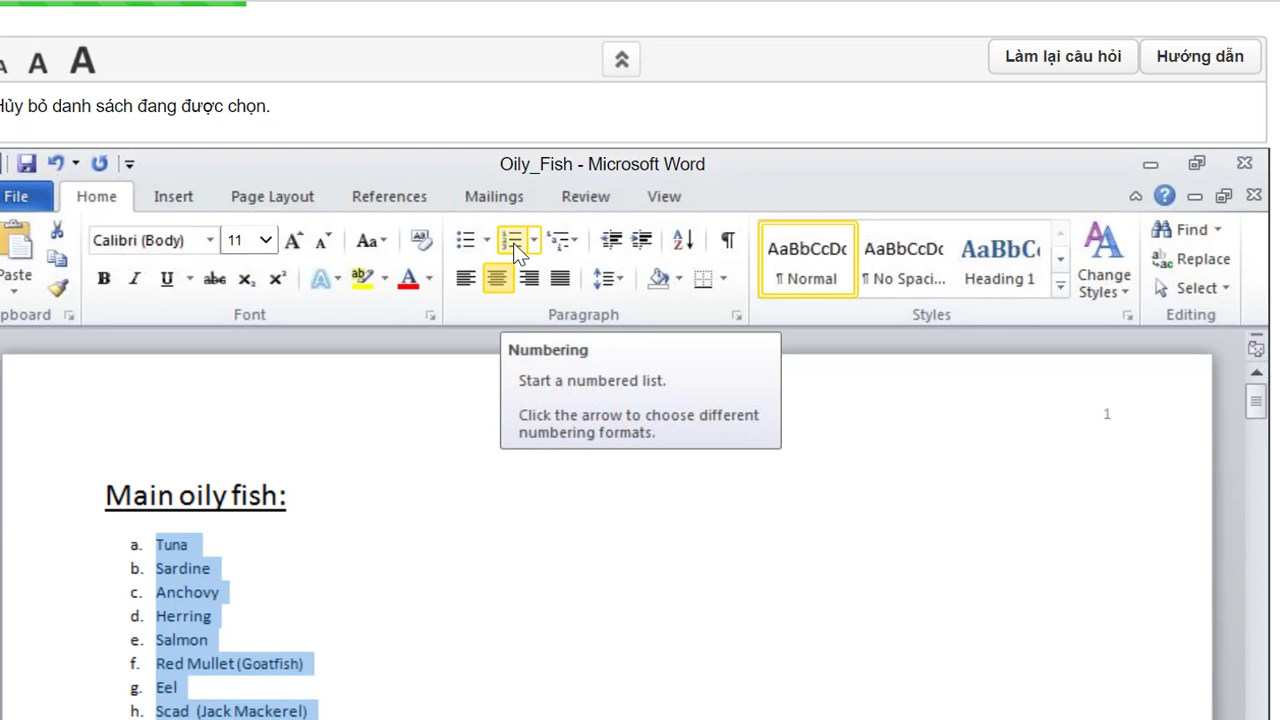 A A A
Làm lại câu hỏi
Hướng dẫn
Hủy bỏ danh sách đang được chọn.
Oily_Fish - Microsoft Word
File Home Insert Page Layout References Mailings Review View
Calibri (Body) 11
AaBbCcDc AaBbCcDc AaBbC
Find
Replace
Select
Paste
¶ Normal ¶ No Spaci... Heading 1
Change
Styles
pboard Font Paragraph Styles Editing
Numbering
Start a numbered list.
Click the arrow to choose different
numbering formats.
1
Main oily fish:
a. Tuna
b. Sardine
c. Anchovy
d. Herring
e. Salmon
f. Red Mullet (Goatfish)
g. Eel
h. Scad (Jack Mackerel)